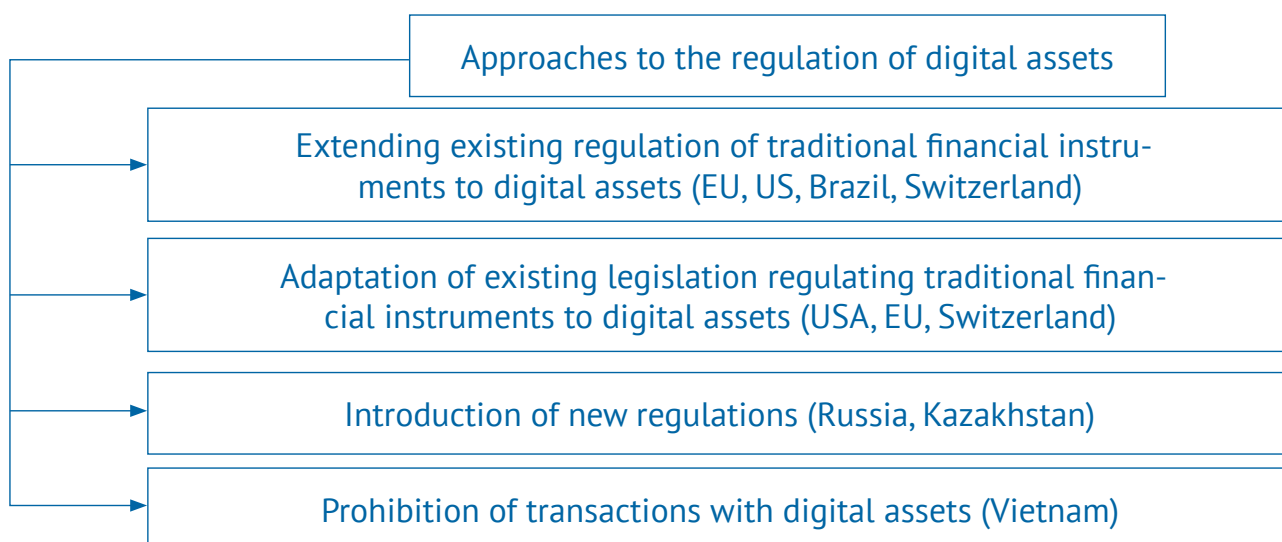 Approaches to the regulation of digital assets
Extending existing regulation of traditional financial instru-
ments to digital assets (EU, US, Brazil, Switzerland)
Adaptation of existing legislation regulating traditional finan-
cial instruments to digital assets (USA, EU, Switzerland)
Introduction of new regulations (Russia, Kazakhstan)
Prohibition of transactions with digital assets (Vietnam)